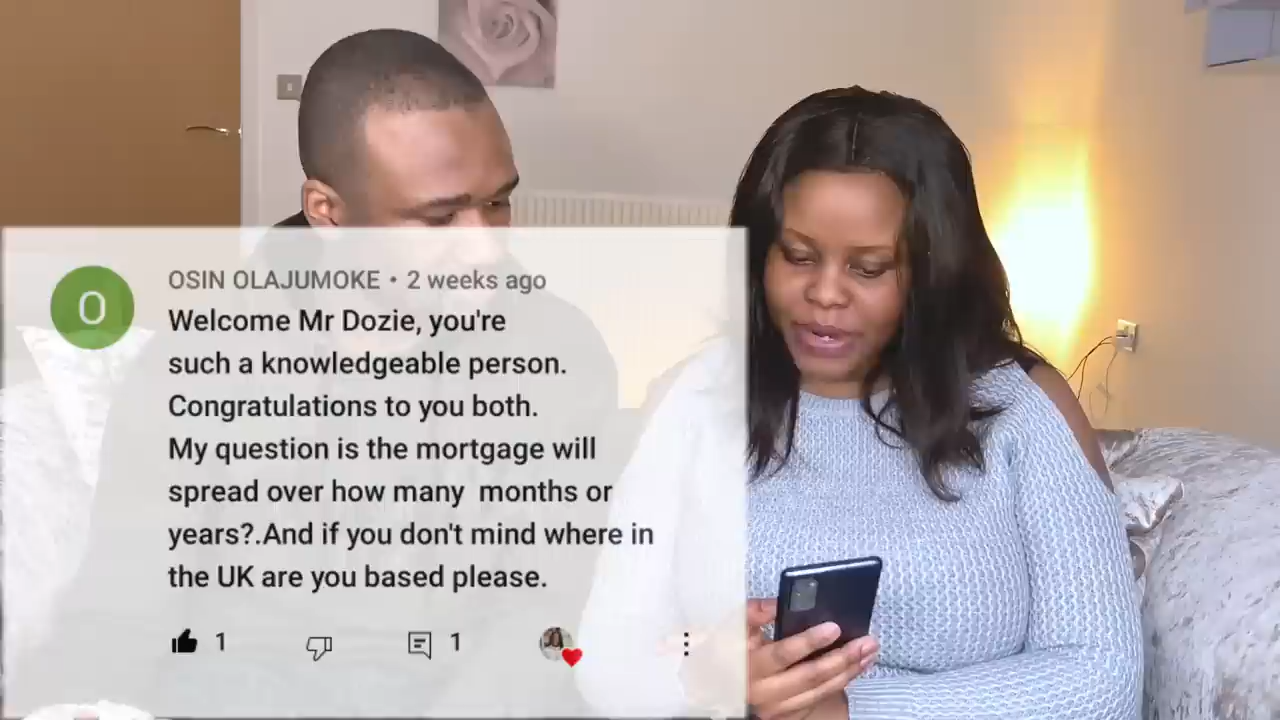 O
OSIN OLAJUMOKE • 2 weeks ago
Welcome Mr Dozie, you're
such a knowledgeable person.
Congratulations to you both.
My question is the mortgage will
spread over how many  months or
years?.And if you don't mind where in
the UK are you based please.
1
1